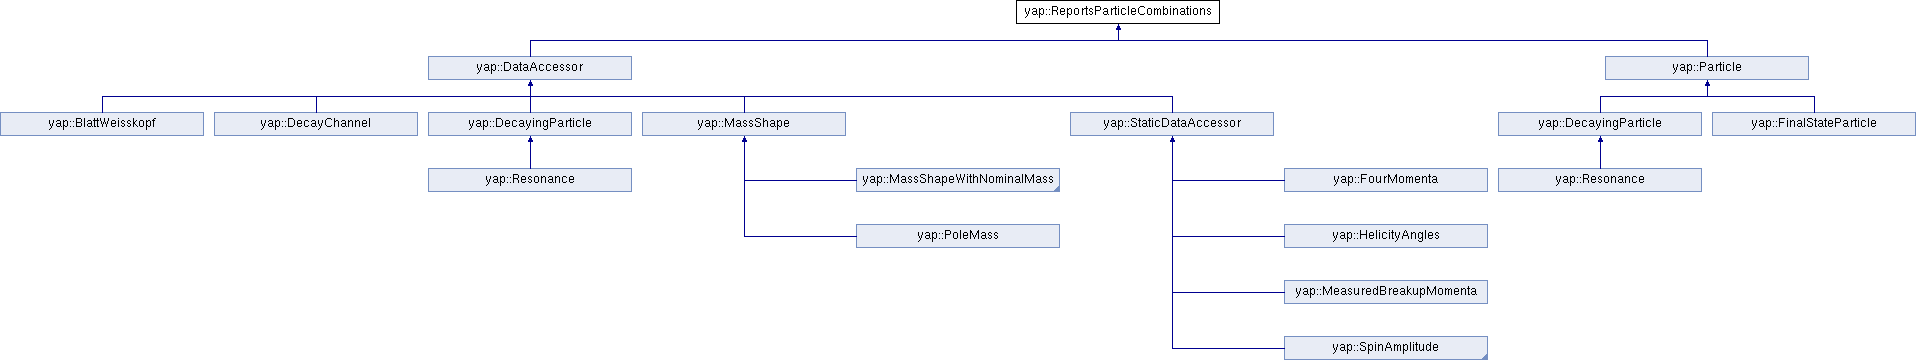 yap::ReportsParticleCombinations
yap::DataAccessor
yap::Particle
yap::BlattWeisskopf
yap::DecayChannel
yap::DecayingParticle
yap::MassShape
yap::StaticDataAccessor
yap::DecayingParticle
yap::FinalStateParticle
yap::Resonance
yap::MassShapeWithNominalMass
yap::FourMomenta
yap::Resonance
yap::PoleMass
yap::HelicityAngles
yap::MeasuredBreakupMomenta
yap::SpinAmplitude